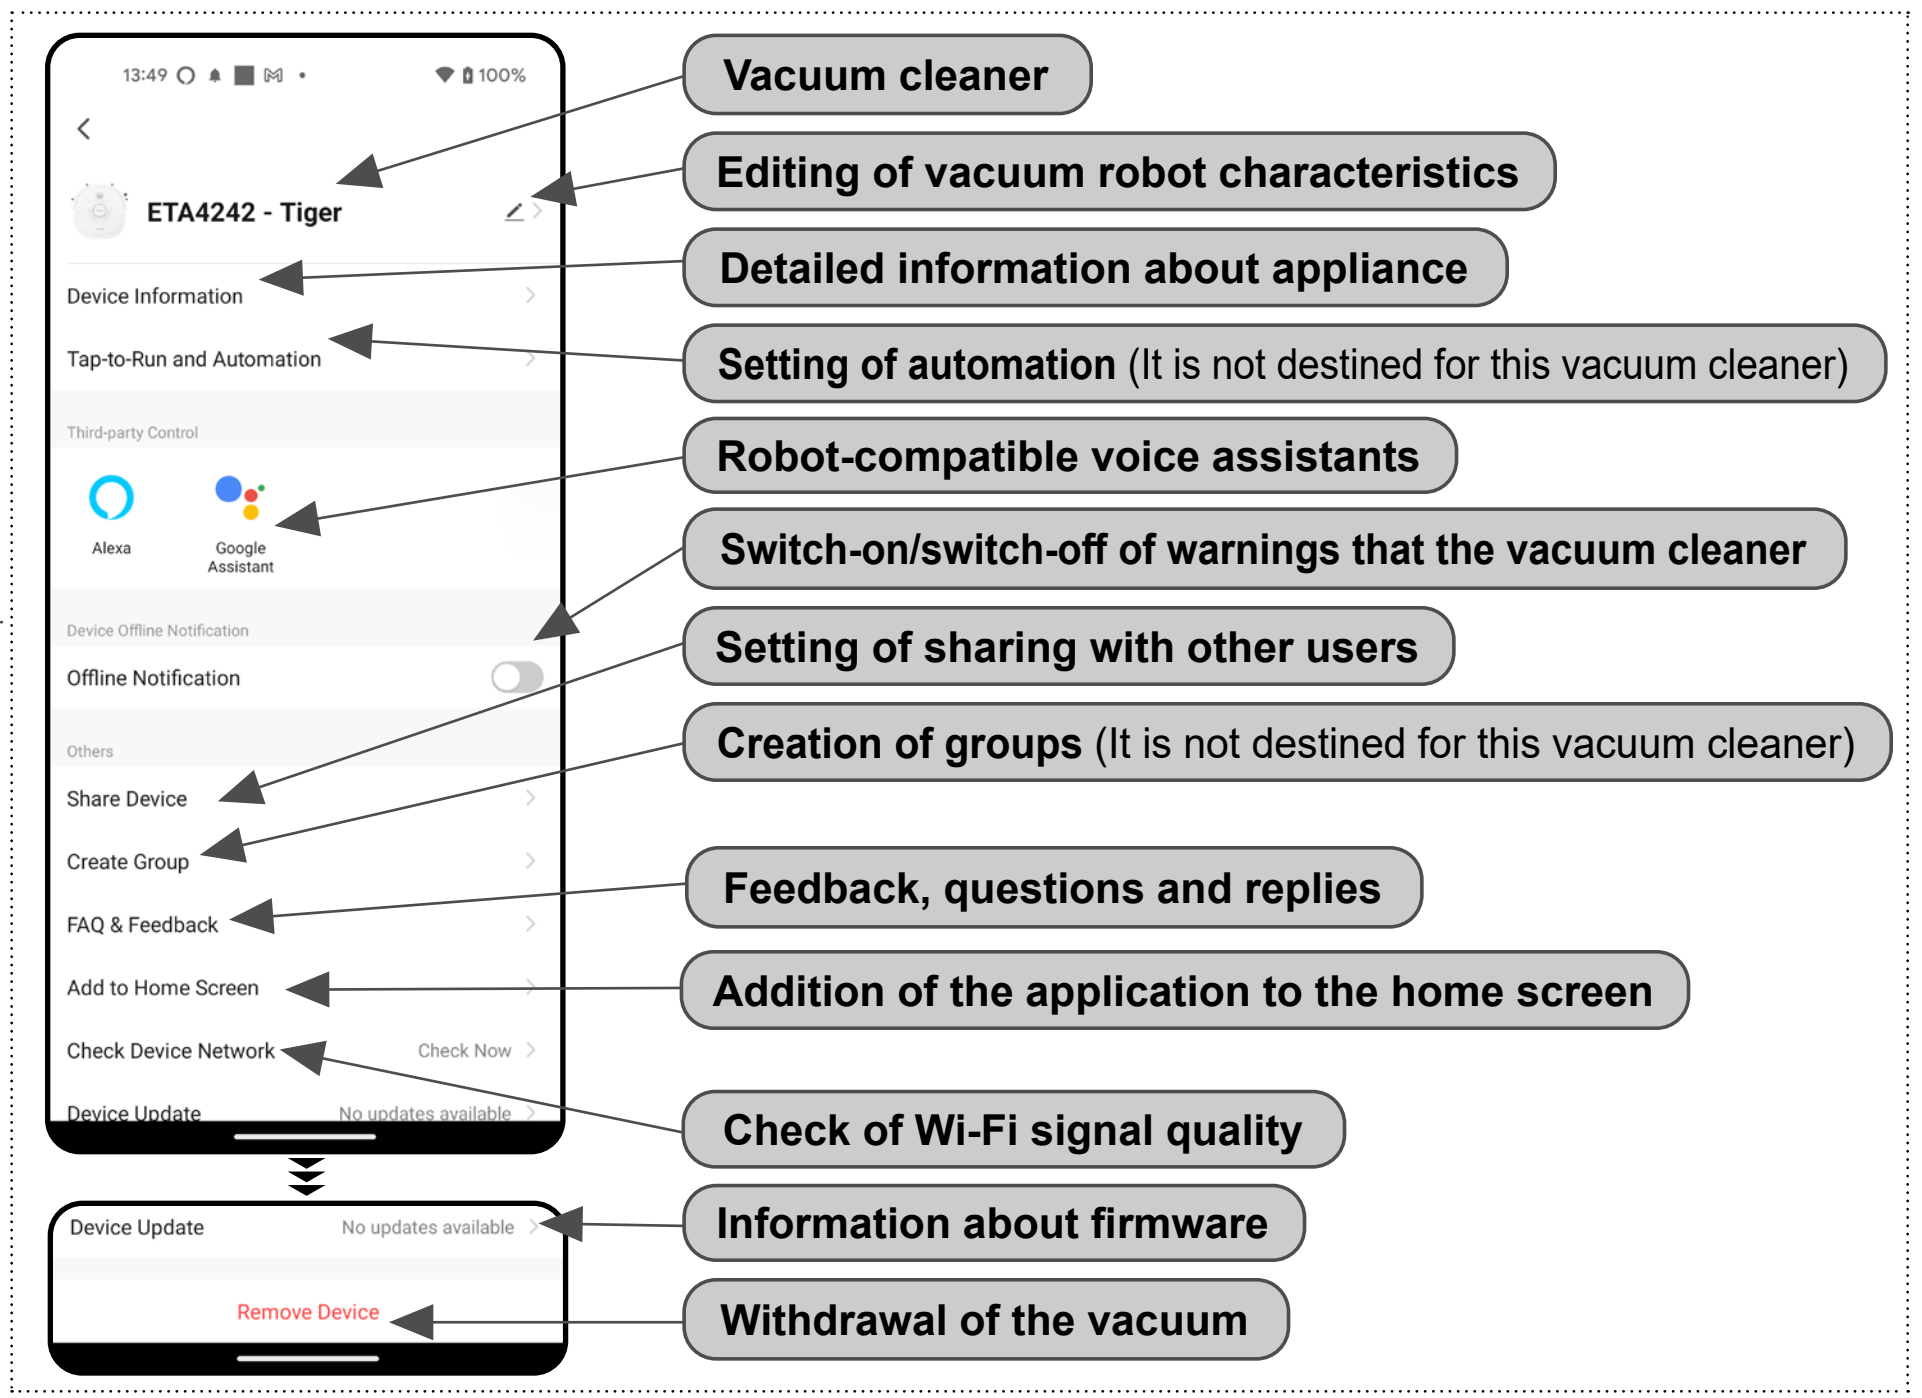 13:49
100%
Vacuum cleaner
Editing of vacuum robot characteristics
ETA4242 - Tiger
Detailed information about appliance
Device Information
Setting of automation (It is not destined for this vacuum cleaner)
Tap-to-Run and Automation
Third-party Control
Robot-compatible voice assistants
Alexa
Google
Assistant
Switch-on/switch-off of warnings that the vacuum cleaner
Device Offline Notification
Offline Notification
Setting of sharing with other users
Others
Creation of groups (It is not destined for this vacuum cleaner)
Share Device
Create Group
Feedback, questions and replies
FAQ & Feedback
Addition of the application to the home screen
Add to Home Screen
Check Device Network
Check Now
Device Update
No updates available
Check of Wi-Fi signal quality
Device Update
No updates available
Information about firmware
Remove Device
Withdrawal of the vacuum